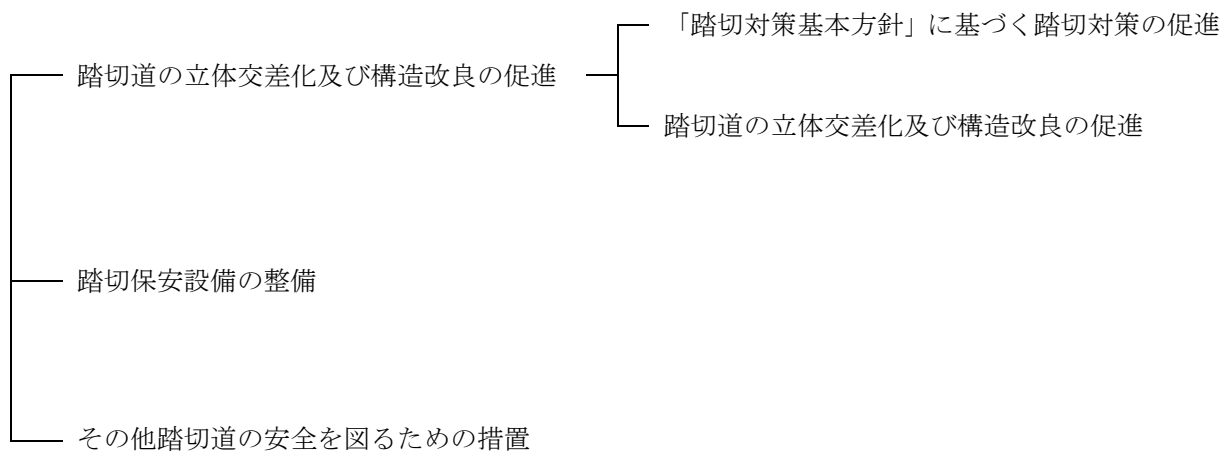 「踏切対策基本方針」に基づく踏切対策の促進
踏切道の立体交差化及び構造改良の促進
踏切道の立体交差化及び構造改良の促進
踏切保安設備の整備
その他踏切道の安全を図るための措置